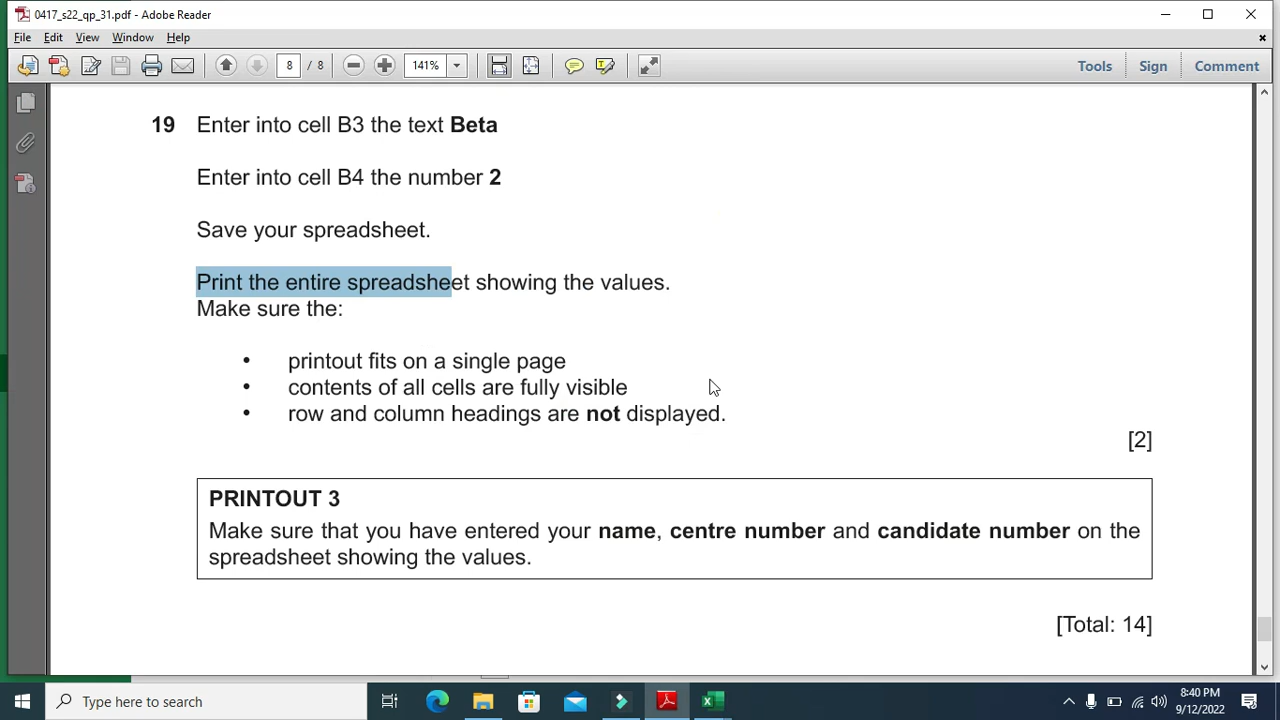 0417_s22_qp_31.pdf - Adobe Reader
File Edit View Window Help
8 / 8 141% Tools Sign Comment
19 Enter into cell B3 the text Beta
Enter into cell B4 the number 2
Save your spreadsheet.
Print the entire spreadsheet showing the values.
Make sure the:
• printout fits on a single page
• contents of all cells are fully visible
• row and column headings are not displayed.
[2]
PRINTOUT 3
Make sure that you have entered your name, centre number and candidate number on the
spreadsheet showing the values.
[Total: 14]
Type here to search
8:40 PM
9/12/2022